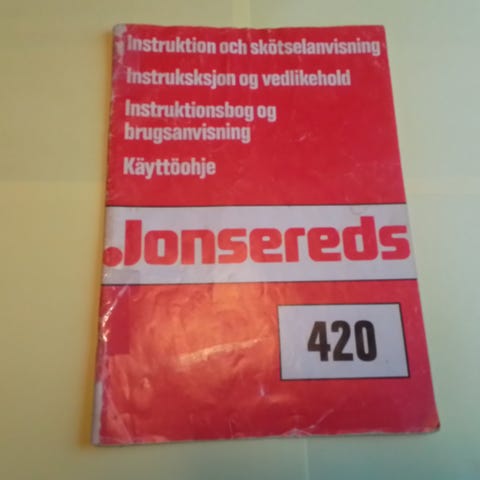 Instruktion och skötselanvisning
Instruksksjon og vedlikehold
Instruktionsbog og
brugsanvisning
Käyttöohje
Jonsereds
420